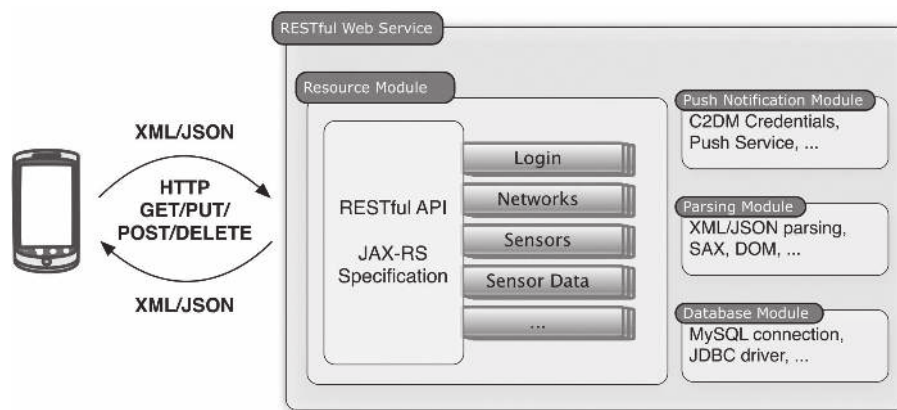 RESTful Web Service
Resource Module
XML/JSON
HTTP
GET/PUT/
POST/DELETE
XML/JSON
RESTful API
JAX-RS
Specification
Login
Networks
Sensors
Sensor Data
...
Push Notification Module
C2DM Credentials,
Push Service, ...
Parsing Module
XML/JSON parsing,
SAX, DOM, ...
Database Module
MySQL connection,
JDBC driver, ...